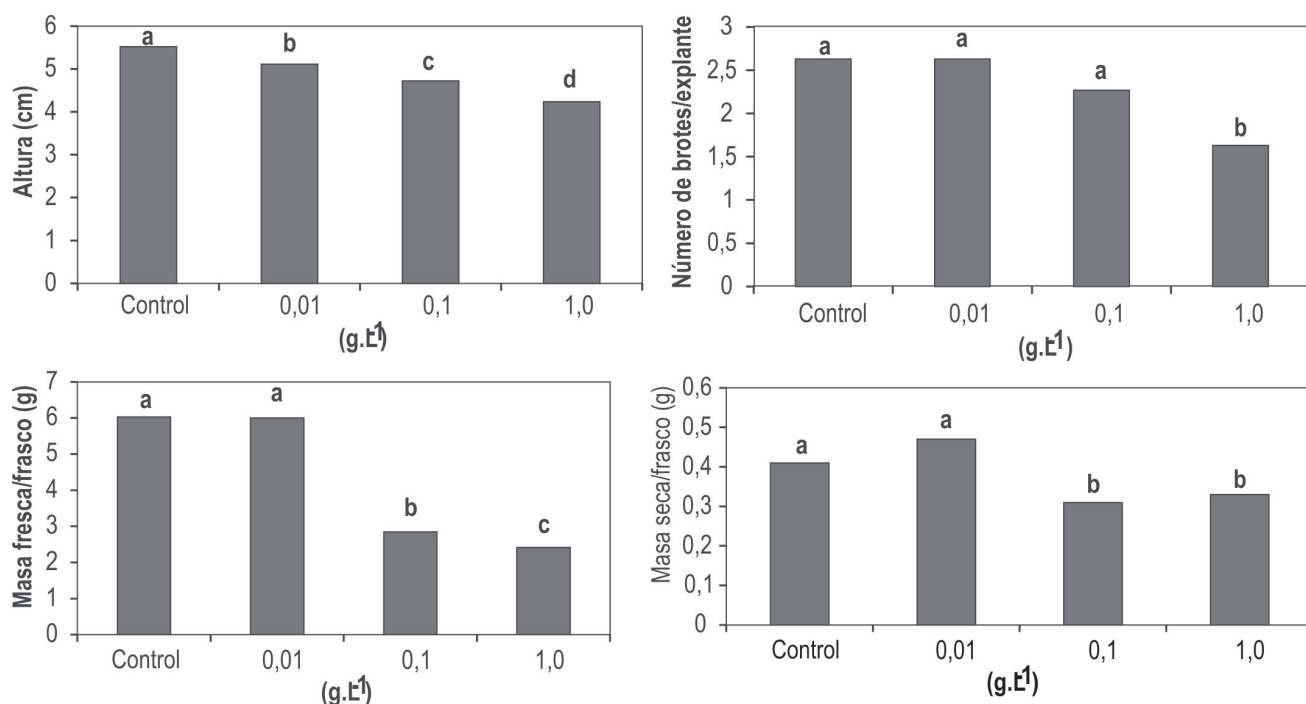 Altura (cm)
6
5
4
3
2
1
0
a
b
c
d
Control
0,01
0,1
1,0
(g.L-1)
Número de brotes/explante
3
2,5
2
1,5
1
0,5
0
a
a
a
b
Control
0,01
0,1
1,0
(g.L-1)
Masa fresca/frasco (g)
7
6
5
4
3
2
1
0
a
a
b
c
Control
0,01
0,1
1,0
(g.L-1)
Masa seca/frasco (g)
0,6
0,5
0,4
0,3
0,2
0,1
0
a
a
b
b
Control
0,01
0,1
1,0
(g.L-1)